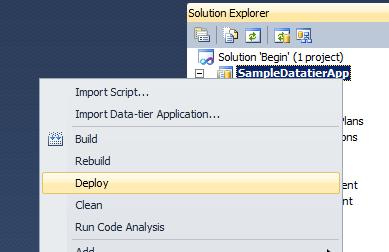 Solution Explorer
Solution 'Begin' (1 project)
SampleDatatierApp
Import Script...
Import Data-tier Application...
Build
Rebuild
Deploy
Clean
Run Code Analysis
Add